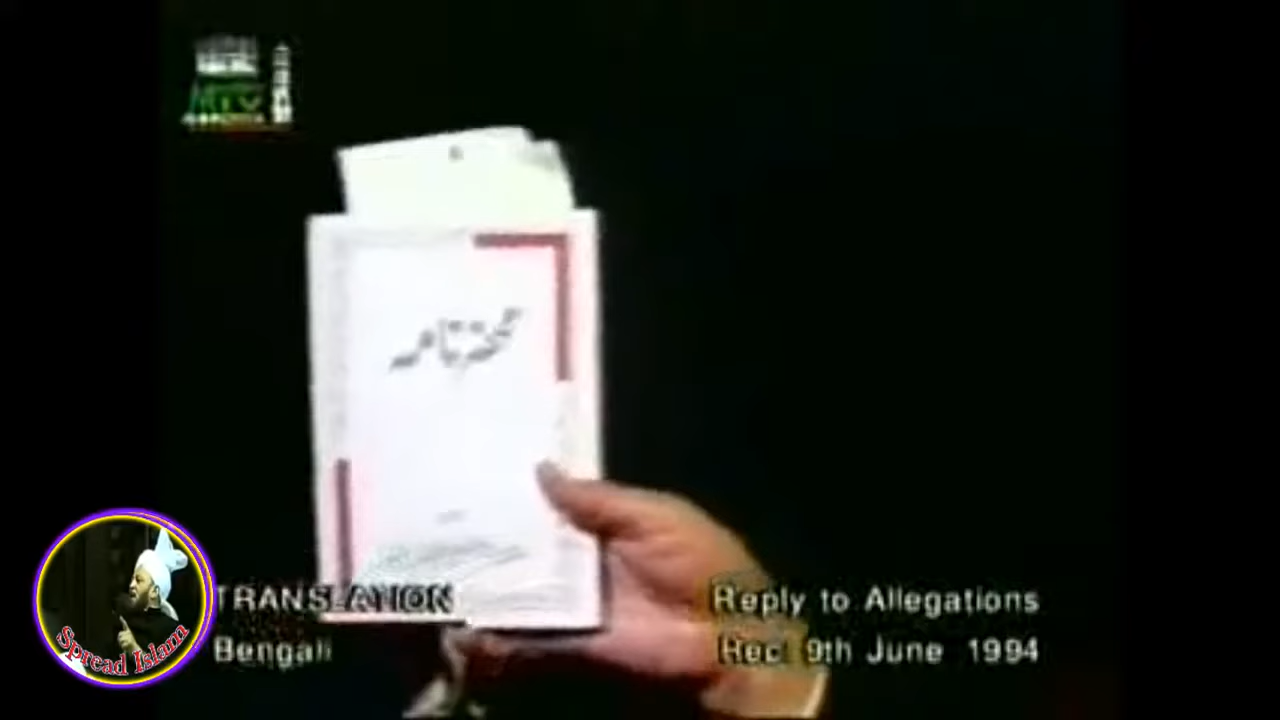 محضرنامہ
TRANSLATION
Bengali
Reply to Allegations
Rec 9th June 1994
Spread Islam